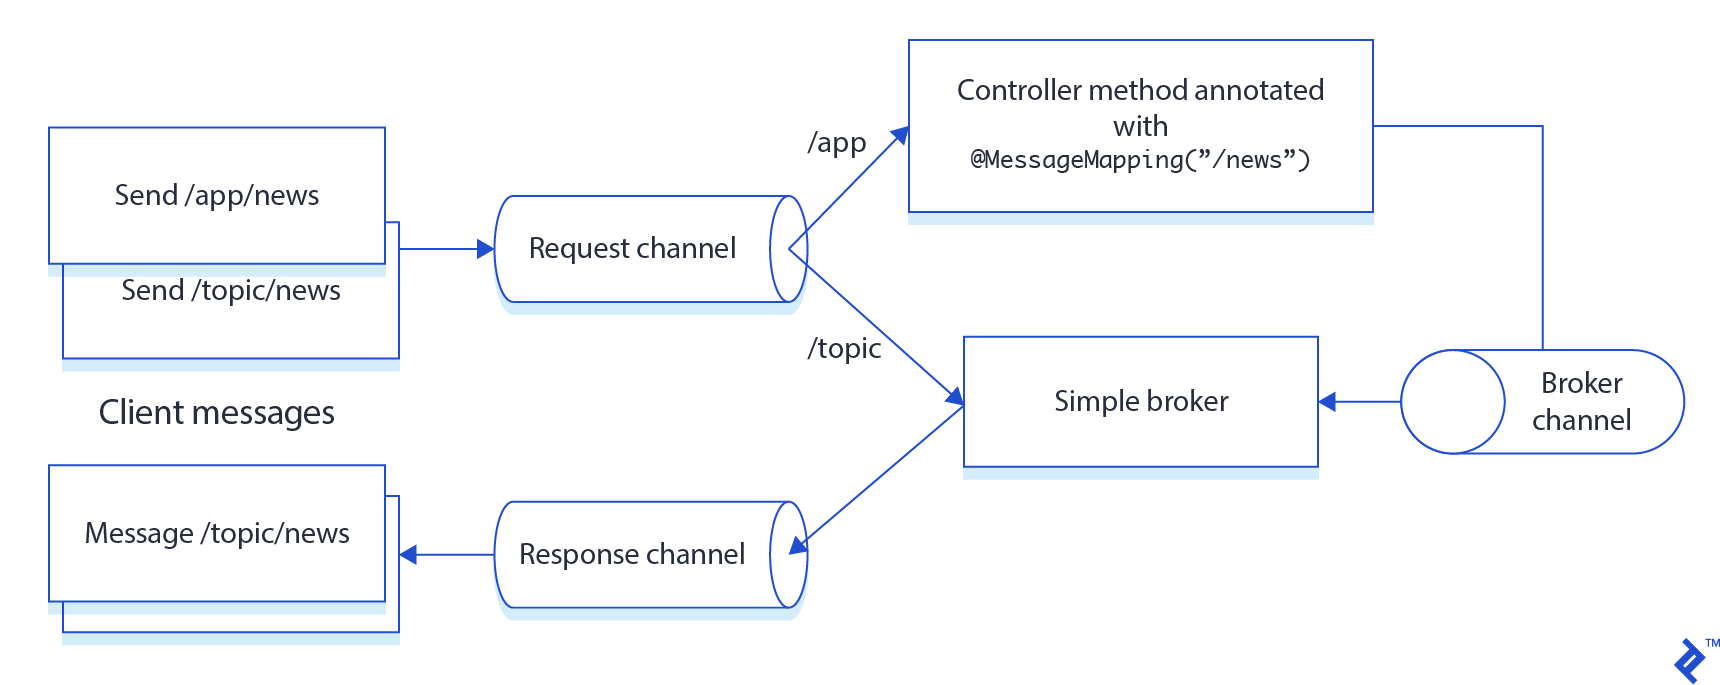 Send /app/news
Send /topic/news
Client messages
Message /topic/news
Request channel
Response channel
/app
/topic
Controller method annotated
with
@MessageMapping(”/news”)
Simple broker
Broker
channel
TM